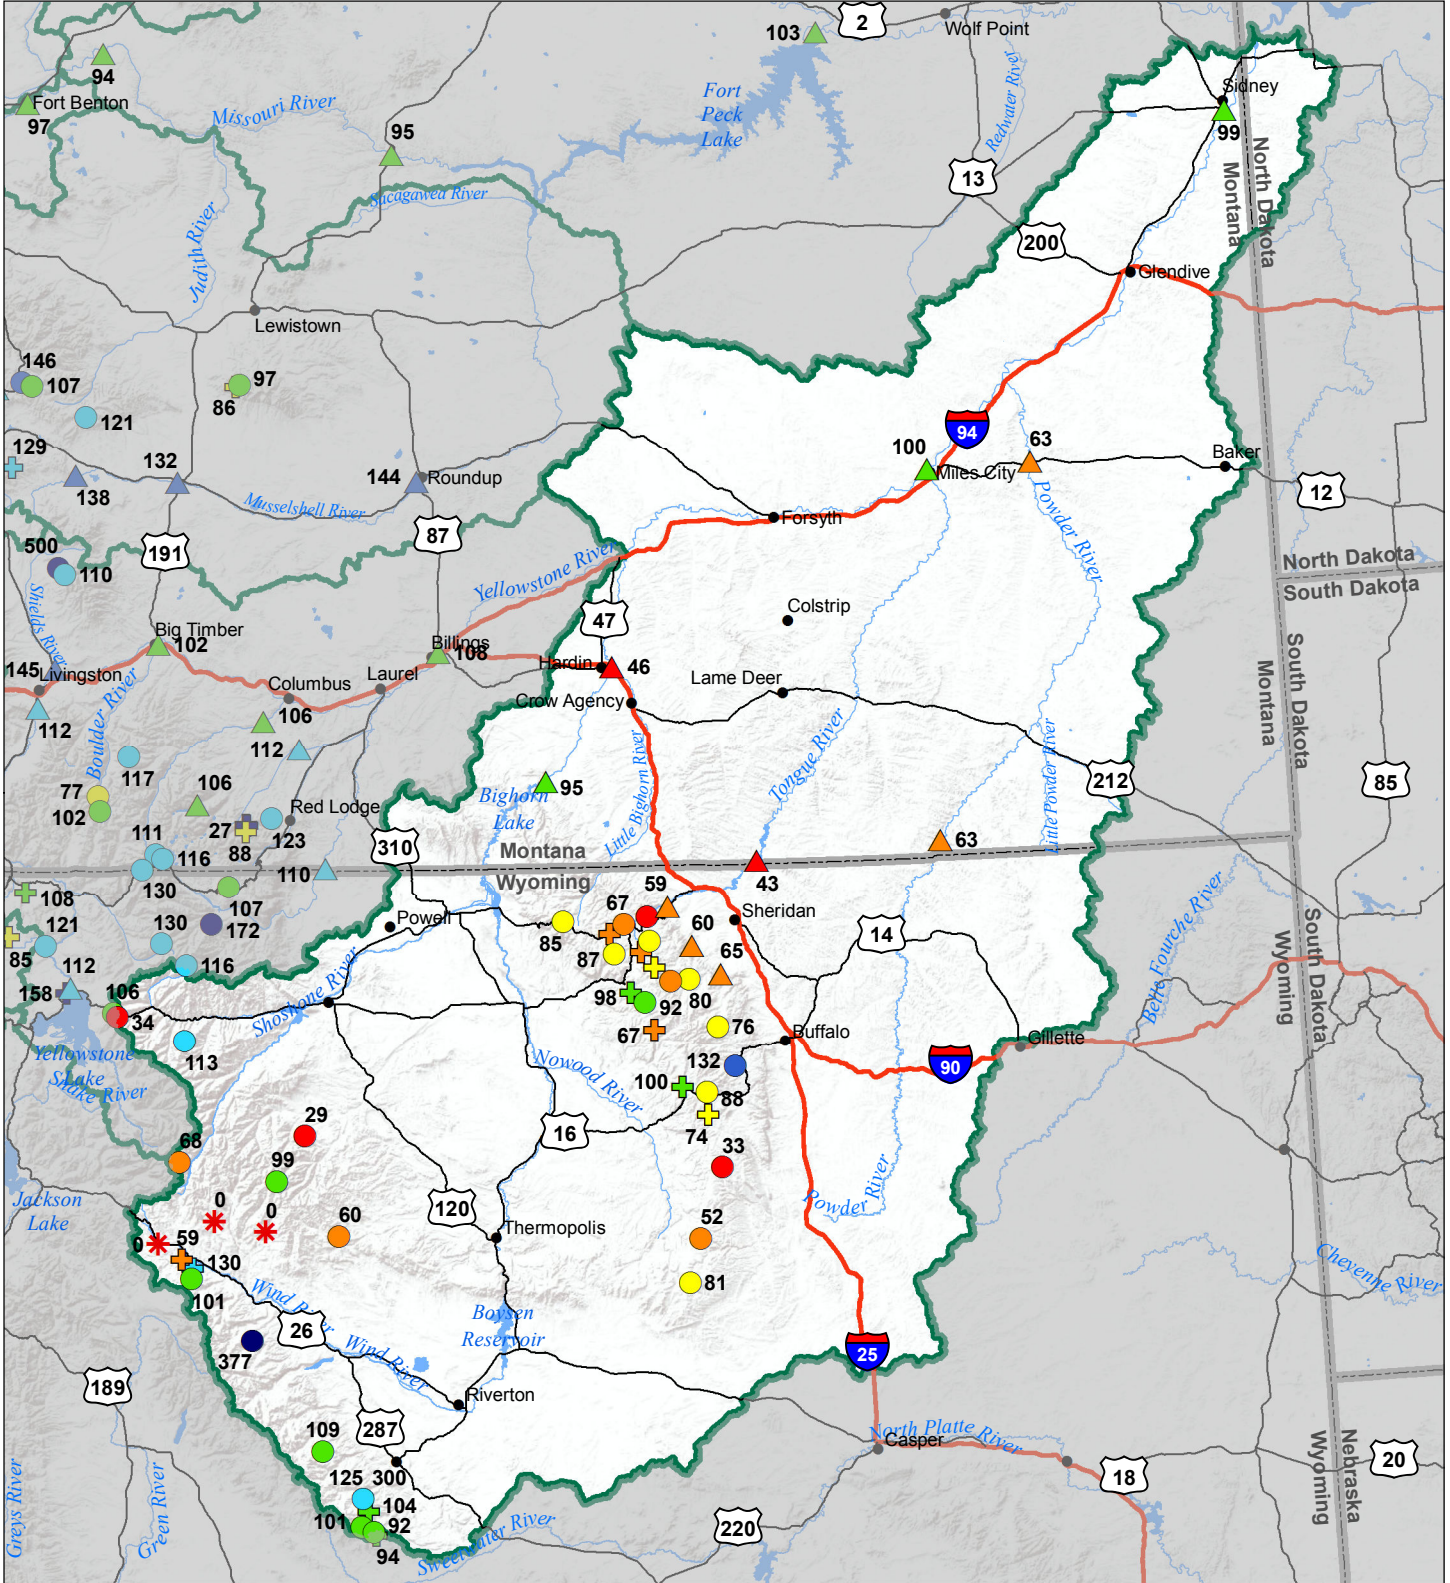 103
2
Wolf Point
94
Fort Benton
97
Missouri River
95
Fort
Peck
Lake
Redwater River
Sidney
99
North Dakota
Montana
13
Sacagawea River
Judith River
200
Glendive
Lewistown
146
107
97
86
121
129
138
132
144
Roundup
Musselshell River
94
100
Miles City
63
Baker
12
Powder River
Forsyth
87
191
500
110
Shields River
Yellowstone River
North Dakota
South Dakota
Colstrip
47
Big Timber
102
Billings
108
Hardin
46
145
Livingston
Columbus
Laurel
Lame Deer
Crow Agency
112
Boulder River
106
112
117
South Dakota
Montana
Tongue River
Little Powder River
Little Bighorn River
212
85
77
102
106
27
88
Red Lodge
123
Bighorn
Lake
95
111
116
130
110
310
Montana
Wyoming
43
63
108
107
172
130
121
85
116
112
158
Powell
59
67
85
87
60
65
Sheridan
14
Belle Fourche River
South Dakota
Wyoming
98
92
80
67
76
106
34
113
Shoshone River
Yellowstone
Lake
Snake River
Buffalo
Gillette
90
132
100
88
74
Nowood River
16
29
99
68
33
Jackson
Lake
0
0
0
60
59
130
101
120
Thermopolis
52
81
Powder River
Cheyenne River
Wind River
26
Wind River
Boysen
Reservoir
377
25
189
Riverton
287
109
125
300
104
101
92
94
North Platte River
Casper
18
Nebraska
Wyoming
20
220
Sweetwater River
Greys River
Green River